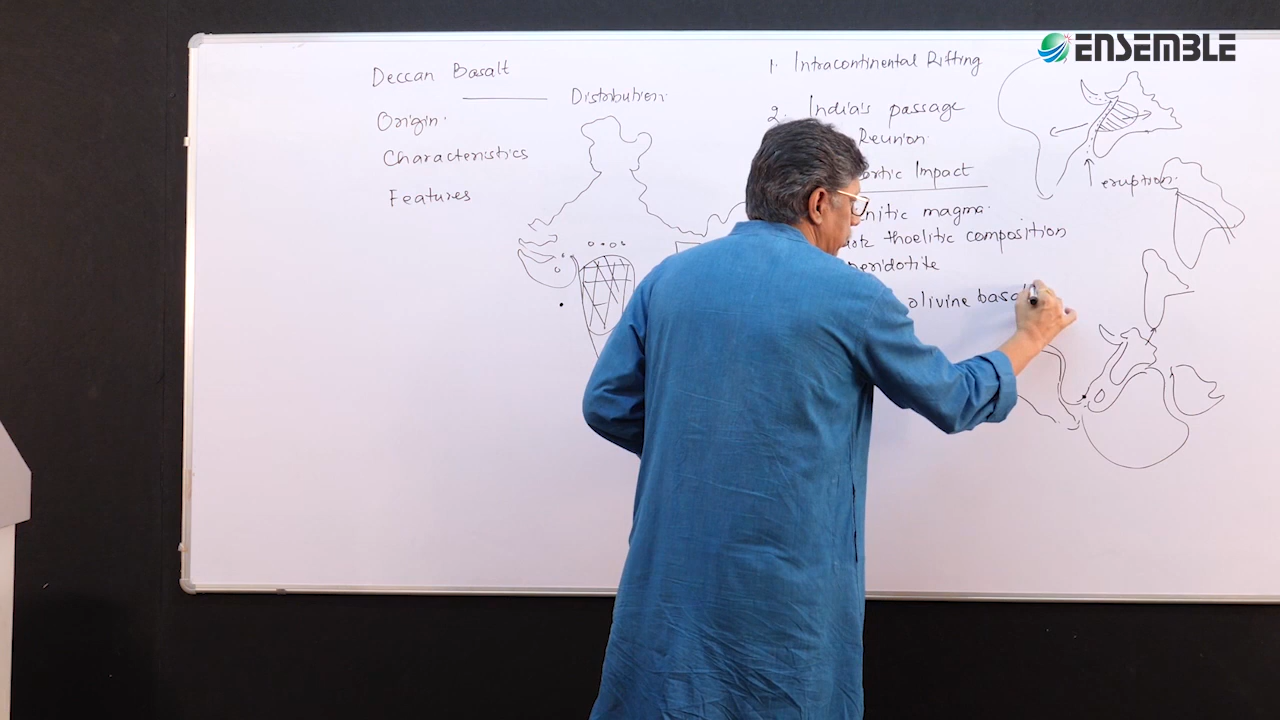 ENSEMBLE
Deccan Basalt
Distribution.
Origin.
Characteristics
Features
1. Intracontinental Rifting
2. India's passage
Reunion.
Impact
magma.
thoelitic composition
peridotite
olivine
eruption.